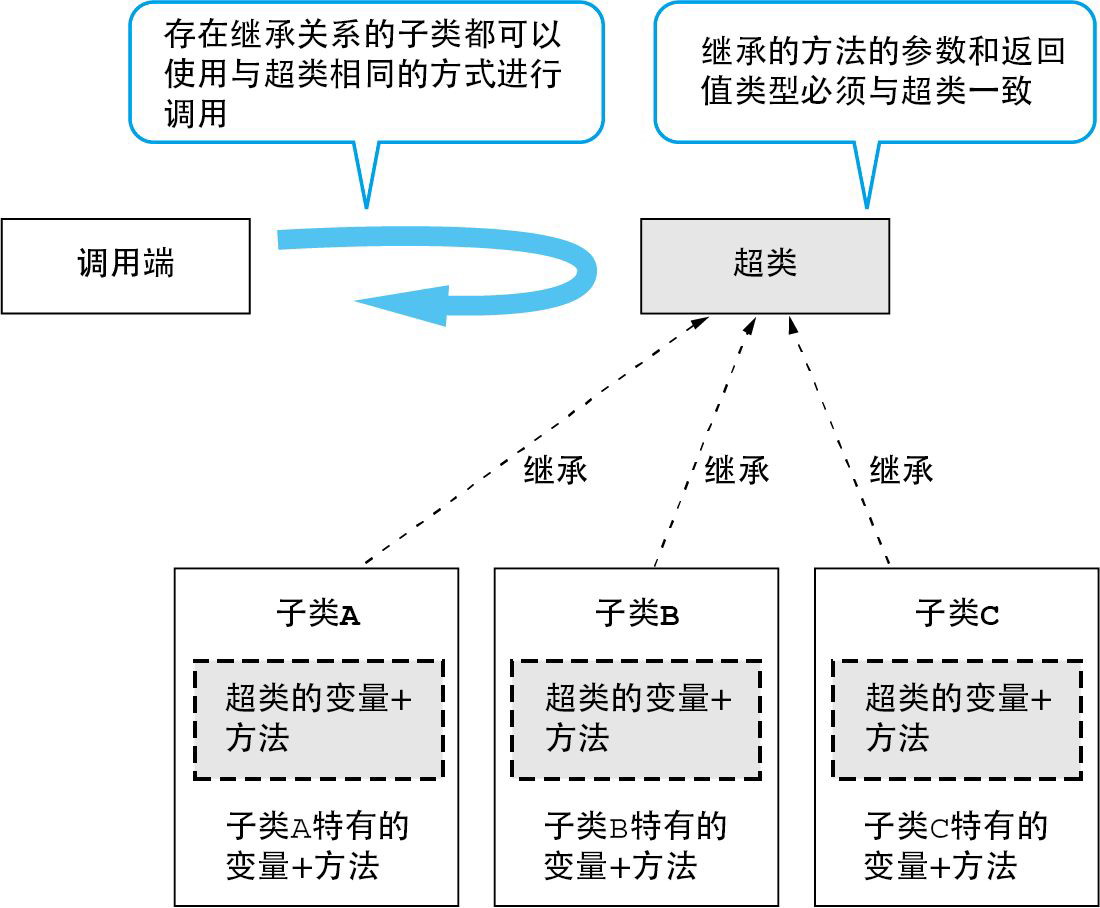 存在继承关系的子类都可以
使用与超类相同的方式进行
调用
继承的方法的参数和返回
值类型必须与超类一致
调用端
超类
继承
继承
继承
子类A
超类的变量+
方法
子类A特有的
变量+方法
子类B
超类的变量+
方法
子类B特有的
变量+方法
子类C
超类的变量+
方法
子类C特有的
变量+方法